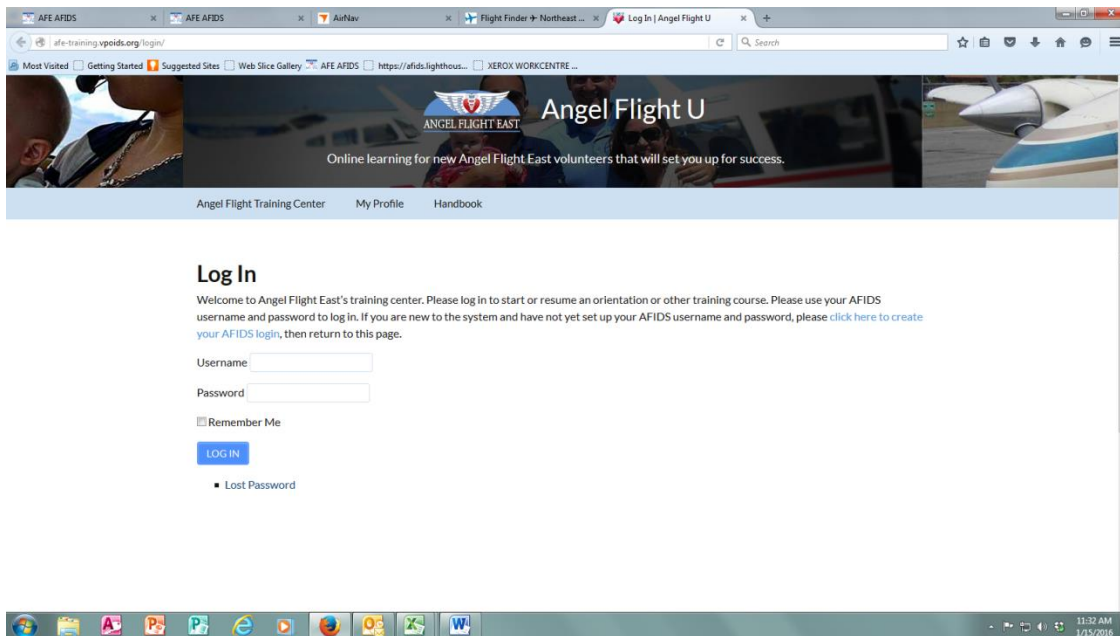 AFE AFIDS
AFE AFIDS
AirNav
Flight Finder ✈ Northeast ...
Log In | Angel Flight U
afe-training.vpoids.org/login/
Search
Most Visited Getting Started Suggested Sites Web Slice Gallery AFE AFIDS https://afids.lighthous... XEROX WORKCENTRE ...
ANGEL FLIGHT EAST
Angel Flight U
Online learning for new Angel Flight East volunteers that will set you up for success.
Angel Flight Training Center My Profile Handbook
Log In
Welcome to Angel Flight East's training center. Please log in to start or resume an orientation or other training course. Please use your AFIDS
username and password to log in. If you are new to the system and have not yet set up your AFIDS username and password, please click here to create
your AFIDS login, then return to this page.
Username
Password
Remember Me
LOG IN
Lost Password
11:32 AM
1/15/2016